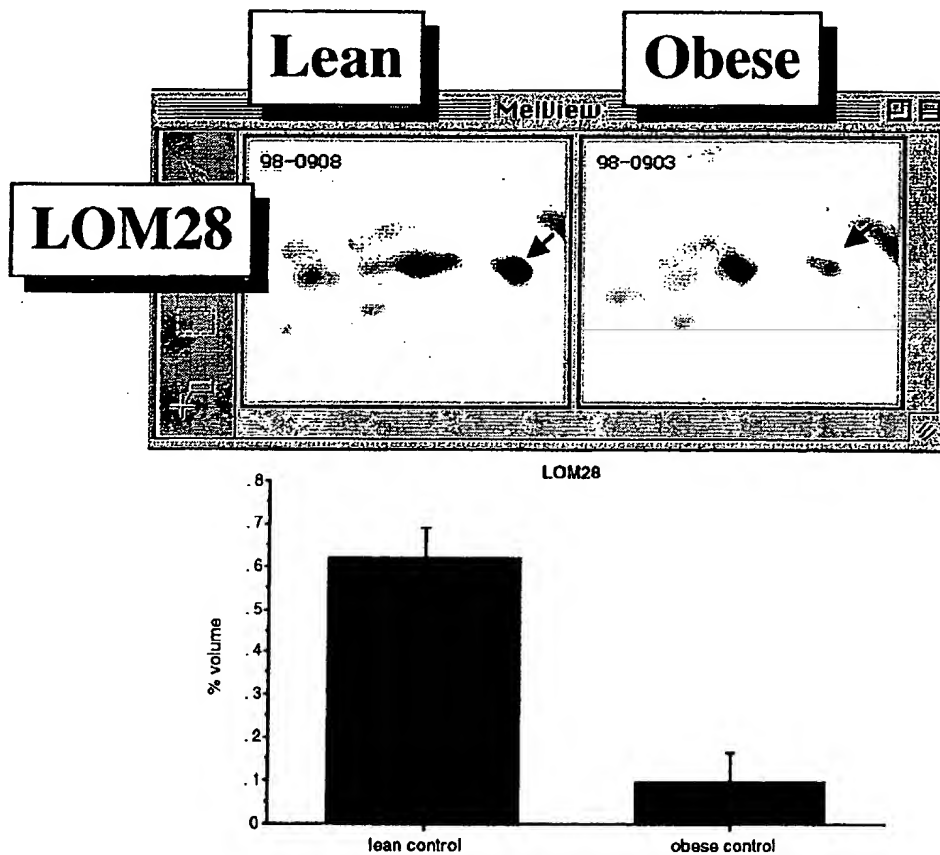 Lean
Obese
MelView
98-0908
98-0903
LOM28
LOM28
.8
.7
.6
.5
.4
.3
.2
.1
0
% volume
lean control
obese control